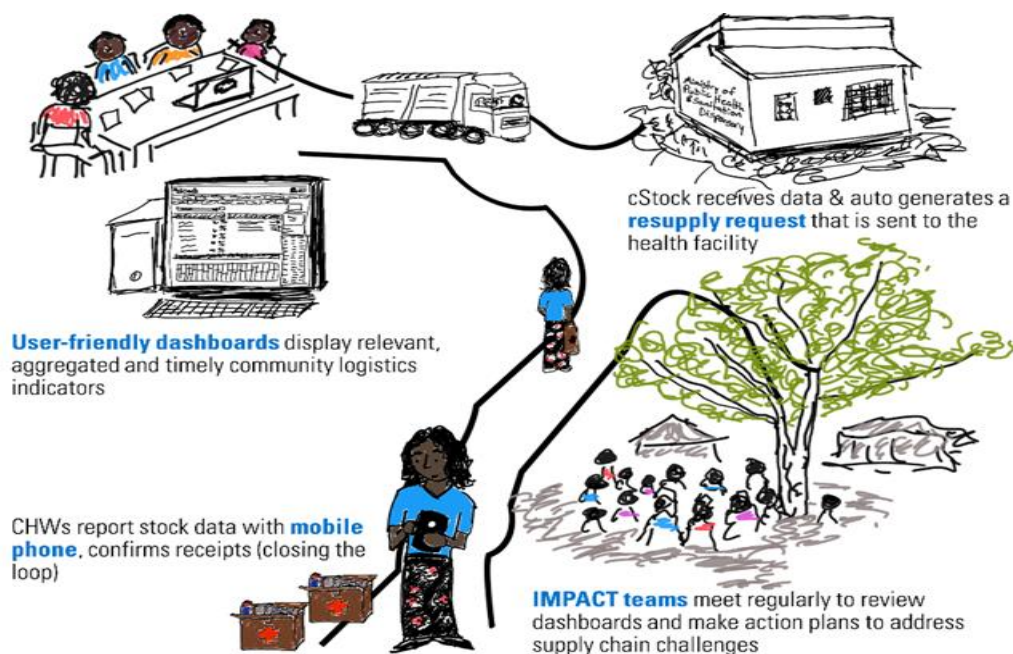 Ministry of
Public Health
& Sanitation
Dispensary
cStock receives data & auto generates a
resupply request that is sent to the
health facility
User-friendly dashboards display relevant,
aggregated and timely community logistics
indicators
CHWs report stock data with mobile
phone, confirms receipts (closing the
loop)
IMPACT teams meet regularly to review
dashboards and make action plans to address
supply chain challenges